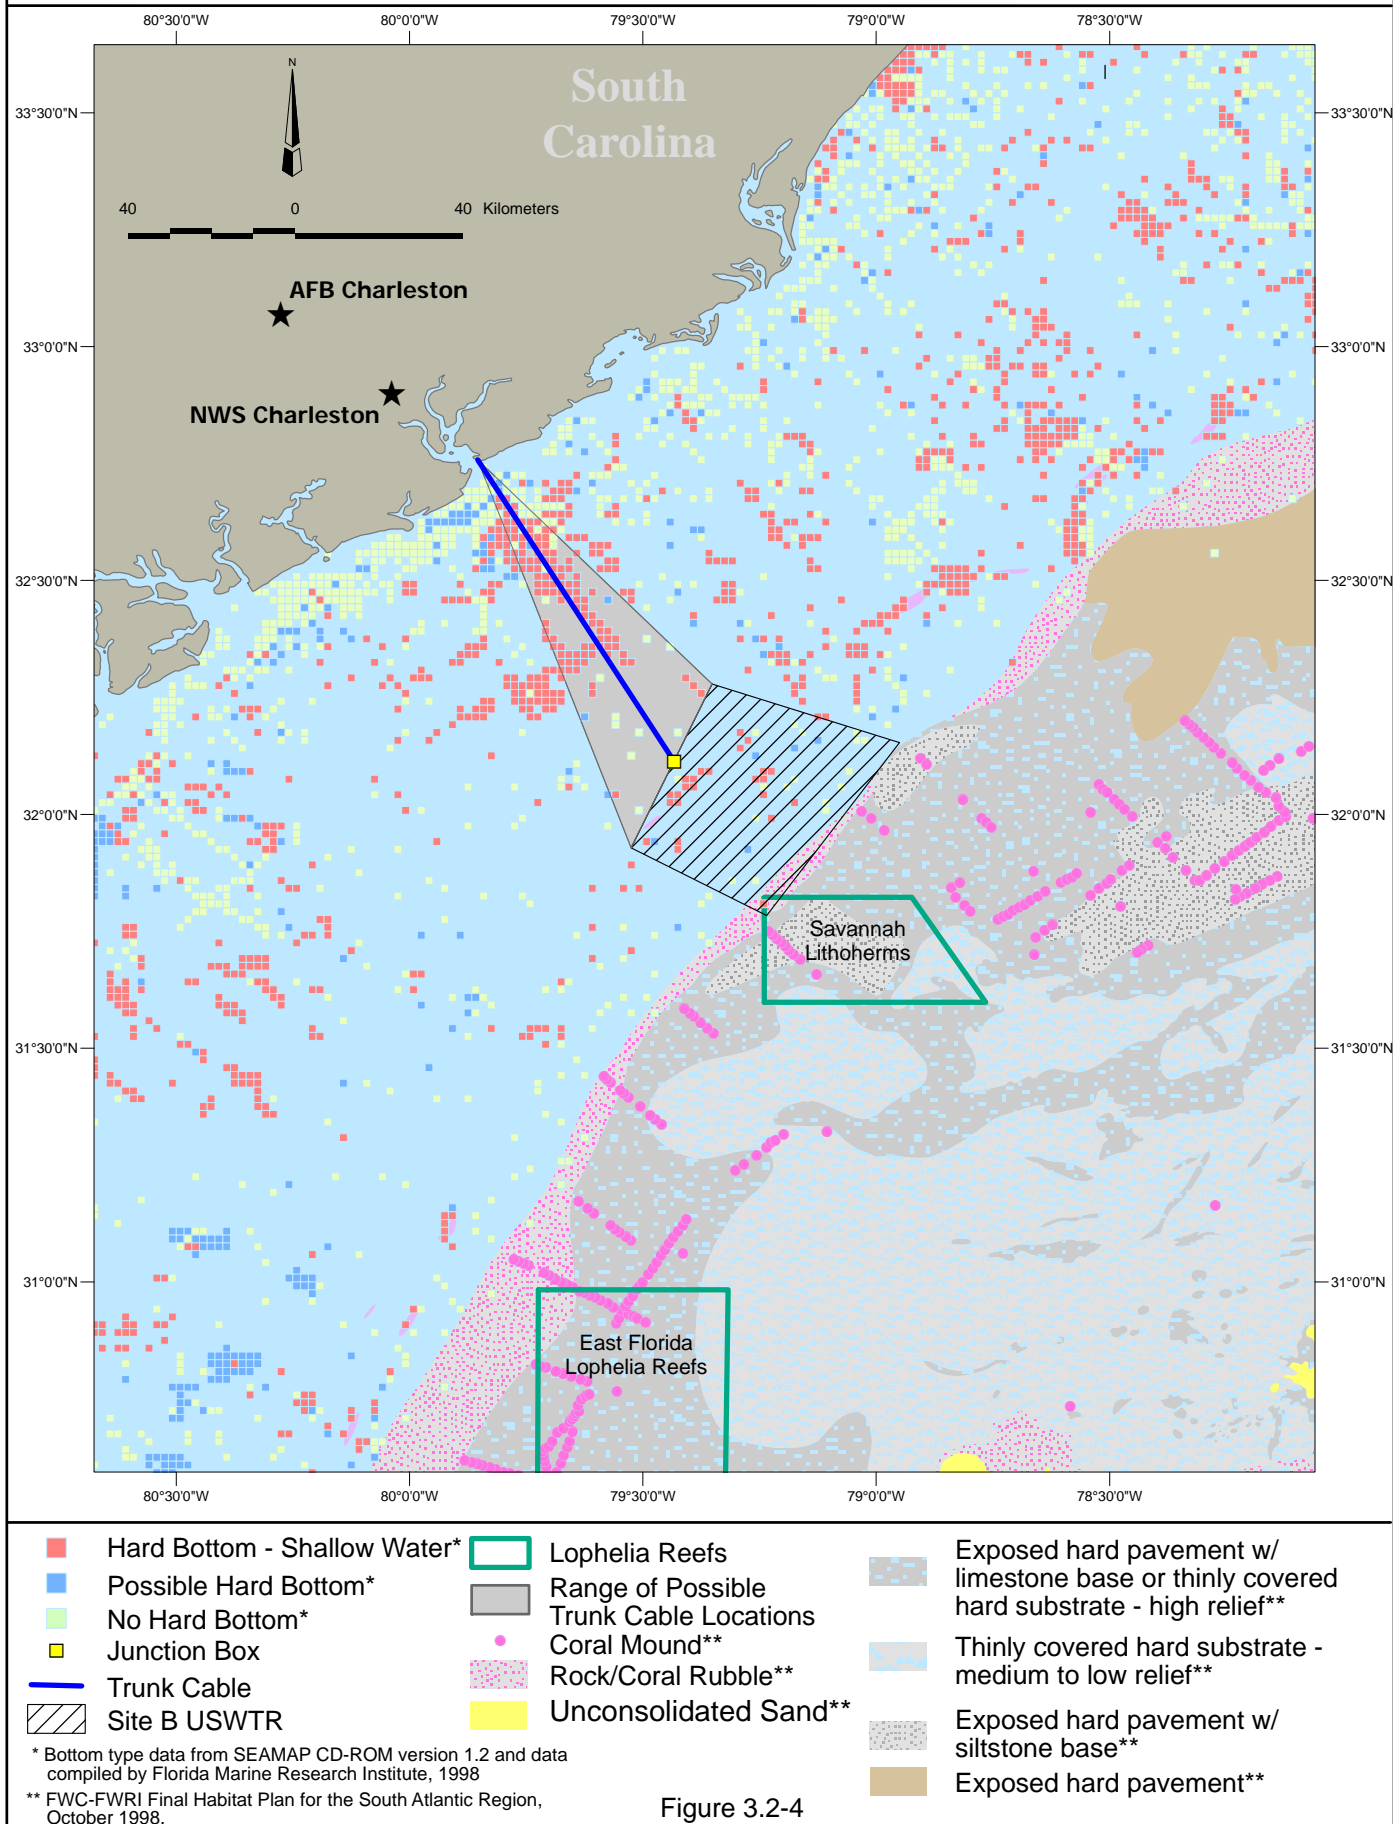 80°30'0"W 80°00'0"W 79°30'0"W 79°0'0"W 78°30'0"W
N
South
Carolina
33°30'0"N 33°30'0"N
40 0 40 Kilometers
AFB Charleston
33°0'0"N 33°0'0"N
NWS Charleston
32°30'0"N 32°30'0"N
32°0'0"N 32°0'0"N
Savannah
Lithoherms
31°30'0"N 31°30'0"N
31°0'0"N 31°0'0"N
East Florida
Lophelia Reefs
80°30'0"W 80°00'0"W 79°30'0"W 79°0'0"W 78°30'0"W
Hard Bottom - Shallow Water*
Possible Hard Bottom*
No Hard Bottom*
Junction Box
Trunk Cable
Site B USWTR
Lophelia Reefs
Range of Possible
Trunk Cable Locations
Coral Mound**
Rock/Coral Rubble**
Unconsolidated Sand**
Exposed hard pavement w/
limestone base or thinly covered
hard substrate - high relief**
Thinly covered hard substrate -
medium to low relief**
Exposed hard pavement w/
siltstone base**
Exposed hard pavement**
* Bottom type data from SEAMAP CD-ROM version 1.2 and data
compiled by Florida Marine Research Institute, 1998
** FWC-FWRI Final Habitat Plan for the South Atlantic Region,
October 1998.
Figure 3.2-4